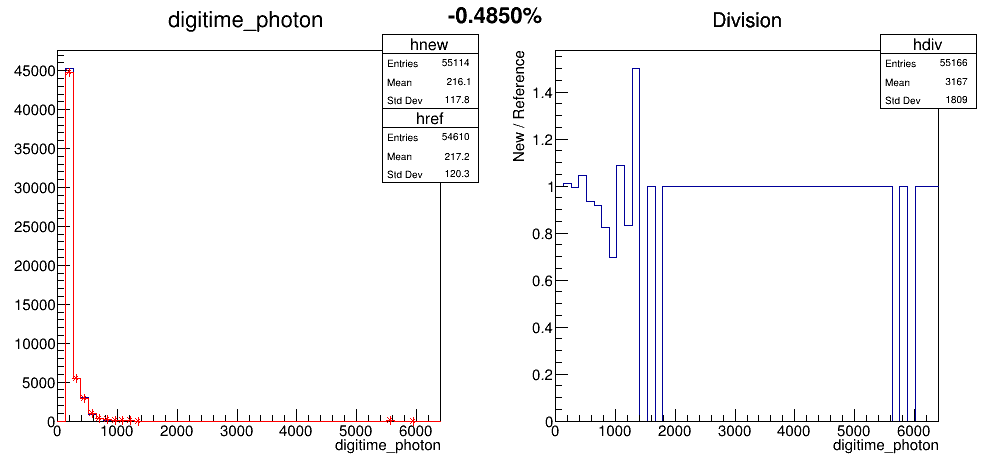 -0.4850%
digitime_photon
hnew
Entries 55114
Mean 216.1
Std Dev 117.8
href
Entries 54610
Mean 217.2
Std Dev 120.3
45000
40000
35000
30000
25000
20000
15000
10000
5000
0
0 1000 2000 3000 4000 5000 6000
digitime_photon
Division
hdiv
Entries 55166
Mean 3167
Std Dev 1809
New / Reference
1.4
1.2
1
0.8
0.6
0.4
0.2
0
0 1000 2000 3000 4000 5000 6000
digitime_photon